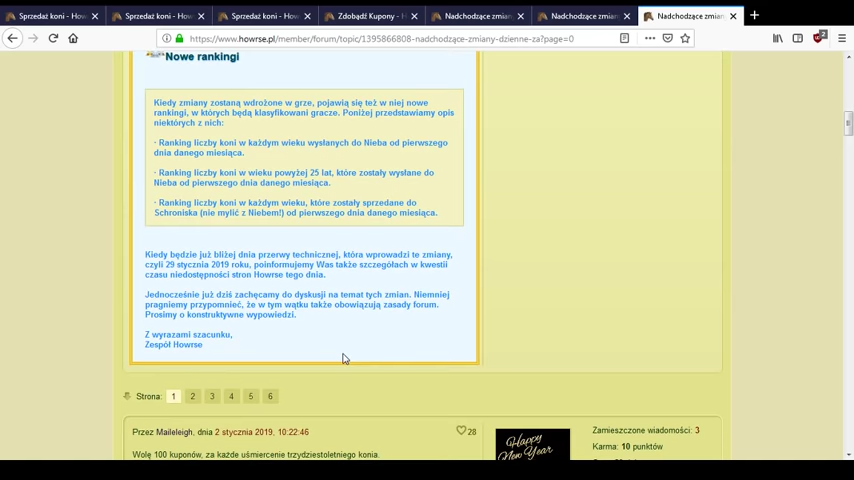 Sprzedaż koni - How
Sprzedaż koni - How
Sprzedaż koni - How
Zdobądź Kupony - H
Nadchodzące zmian
Nadchodzące zmian
Nadchodzące zmian
https://www.howrse.pl/member/forum/topic/1395866808-nadchodzące-zmiany-dzienne-za?page=0
2
Nowe rankingi
Kiedy zmiany zostaną wdrożone w grze, pojawią się też w niej nowe
rankingi, w których będą klasyfikowani gracze. Poniżej przedstawiamy opis
niektórych z nich:
· Ranking liczby koni w każdym wieku wysłanych do Nieba od pierwszego
dnia danego miesiąca.
· Ranking liczby koni w wieku powyżej 25 lat, które zostały wysłane do
Nieba od pierwszego dnia danego miesiąca.
· Ranking liczby koni w każdym wieku, które zostały sprzedane do
Schroniska (nie mylić z Niebem!) od pierwszego dnia danego miesiąca.
Kiedy będzie już bliżej dnia przerwy technicznej, która wprowadzi te zmiany,
czyli 29 stycznia 2019 roku, poinformujemy Was także szczegółach w kwestii
czasu niedostępności stron Howrse tego dnia.
Jednocześnie już dziś zachęcamy do dyskusji na temat tych zmian. Niemniej
pragniemy przypomnieć, że w tym wątku także obowiązują zasady forum.
Prosimy o konstruktywne wypowiedzi.
Z wyrazami szacunku,
Zespół Howrse
Strona: 1 2 3 4 5 6
Przez Maileleigh, dnia 2 stycznia 2019, 10:22:46
28
Wolę 100 kuponów, za każde uśmiercenie trzydziestoletniego konia.
Happy
New Year
Zamieszczone wiadomości: 3
Karma: 10 punktów